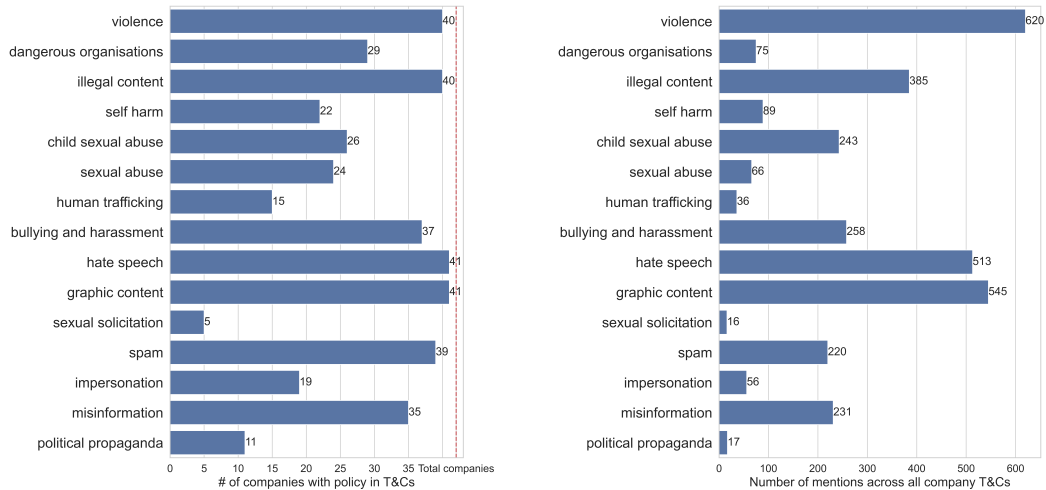 violence 40
dangerous organisations 29
illegal content 40
self harm 22
child sexual abuse 26
sexual abuse 24
human trafficking 15
bullying and harassment 37
hate speech 41
graphic content 41
sexual solicitation 5
spam 39
impersonation 19
misinformation 35
political propaganda 11
0 5 10 15 20 25 30 35 Total companies
# of companies with policy in T&Cs
violence 620
dangerous organisations 75
illegal content 385
self harm 89
child sexual abuse 243
sexual abuse 66
human trafficking 36
bullying and harassment 258
hate speech 513
graphic content 545
sexual solicitation 16
spam 220
impersonation 56
misinformation 231
political propaganda 17
0 100 200 300 400 500 600
Number of mentions across all company T&Cs